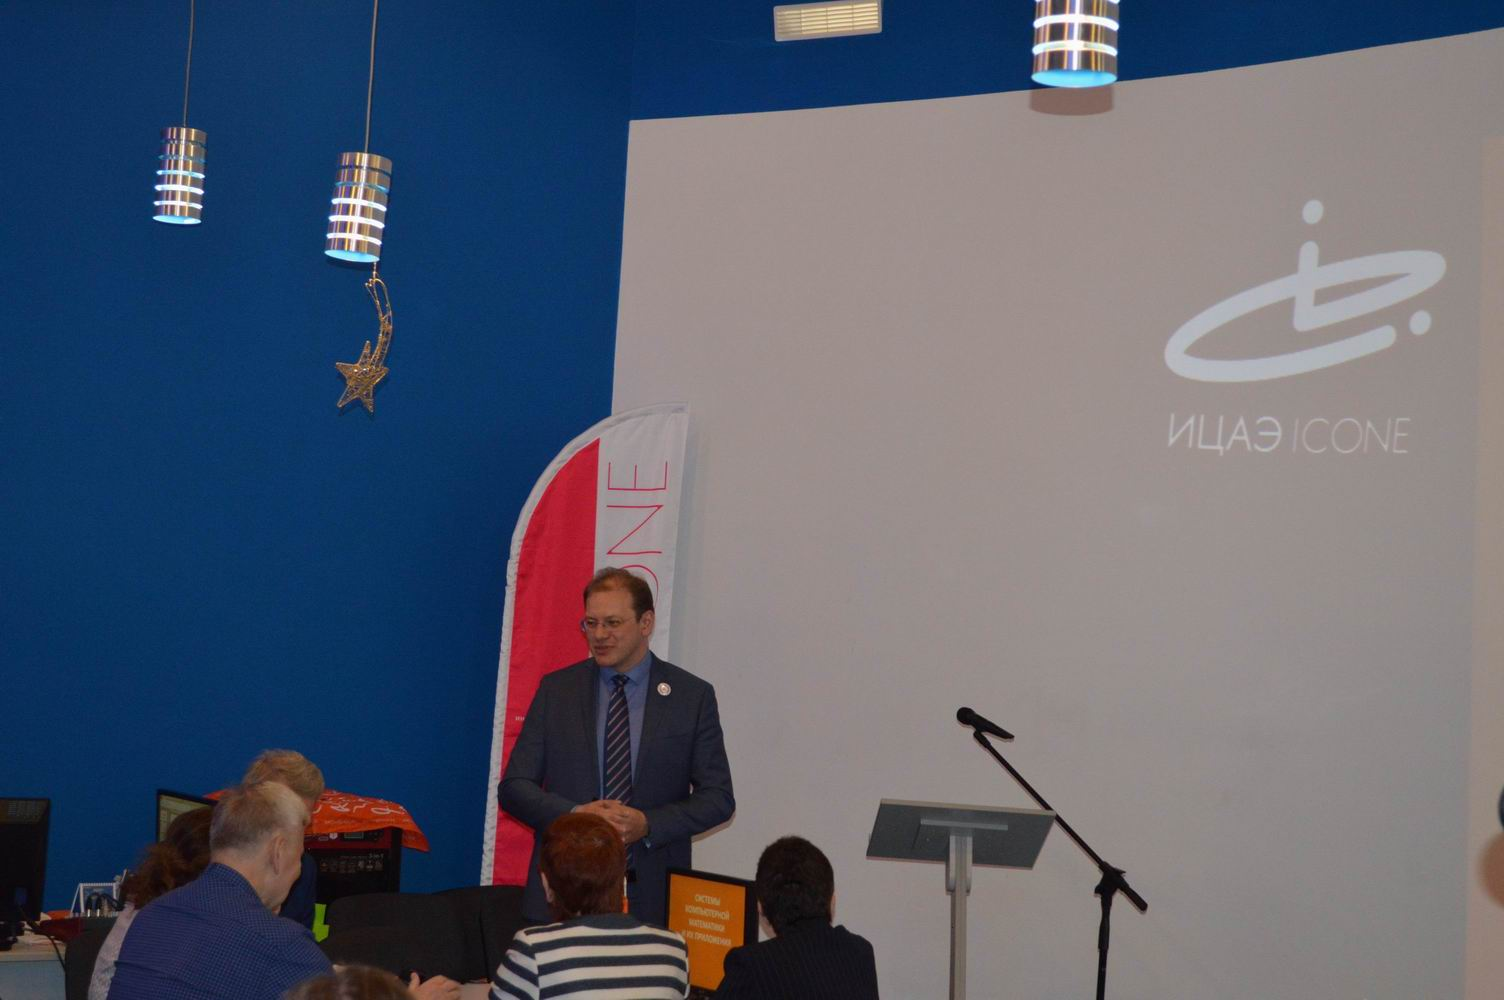 ИЦАЭ ICONE
ONE
СИСТЕМЫ
КОМПЬЮТЕРНОЙ
МАТЕМАТИКИ
И ИХ ПРИЛОЖЕНИЯ